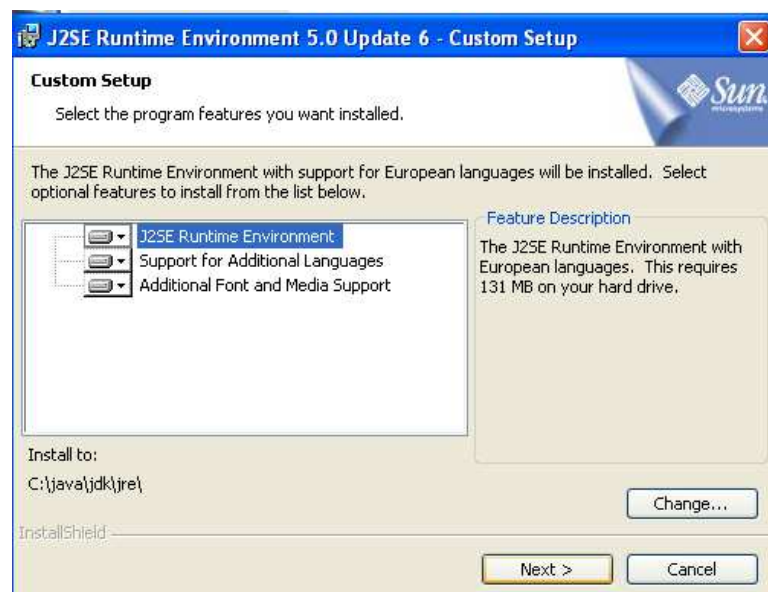 J2SE Runtime Environment 5.0 Update 6 - Custom Setup
Custom Setup
Select the program features you want installed.
Sun
microsystems
The J2SE Runtime Environment with support for European languages will be installed. Select
optional features to install from the list below.
J2SE Runtime Environment
Support for Additional Languages
Additional Font and Media Support
Feature Description
The J2SE Runtime Environment with
European languages. This requires
131 MB on your hard drive.
Install to:
C:\java\jdk\jre\
Change...
InstallShield
Next >
Cancel